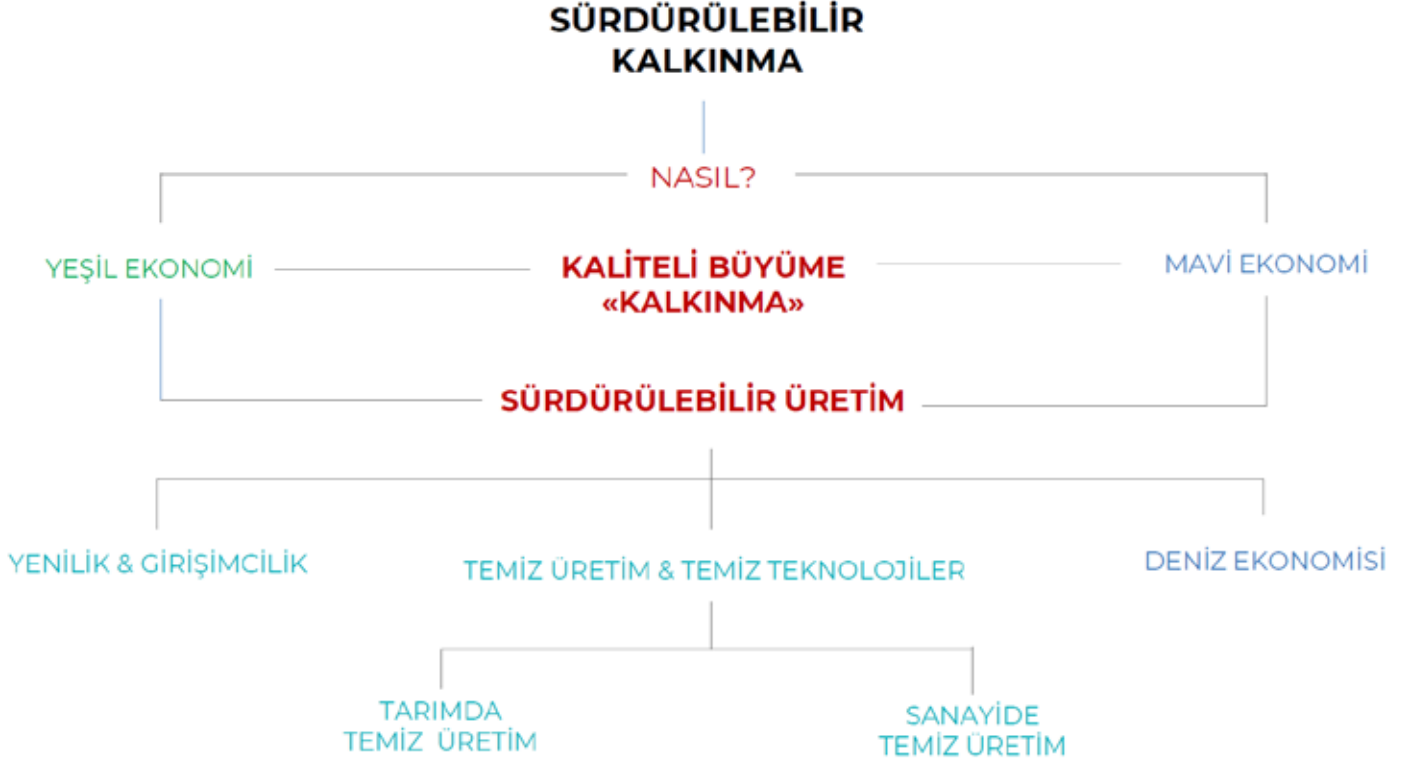 SÜRDÜRÜLEBİLİR
KALKINMA
NASIL?
YEŞİL EKONOMİ
KALİTELİ BÜYÜME
«KALKINMA»
MAVİ EKONOMİ
SÜRDÜRÜLEBİLİR ÜRETİM
YENİLİK & GİRİŞİMCİLİK
TEMİZ ÜRETİM & TEMİZ TEKNOLOJİLER
DENİZ EKONOMİSİ
TARIMDA
TEMİZ ÜRETİM
SANAYİDE
TEMİZ ÜRETİM